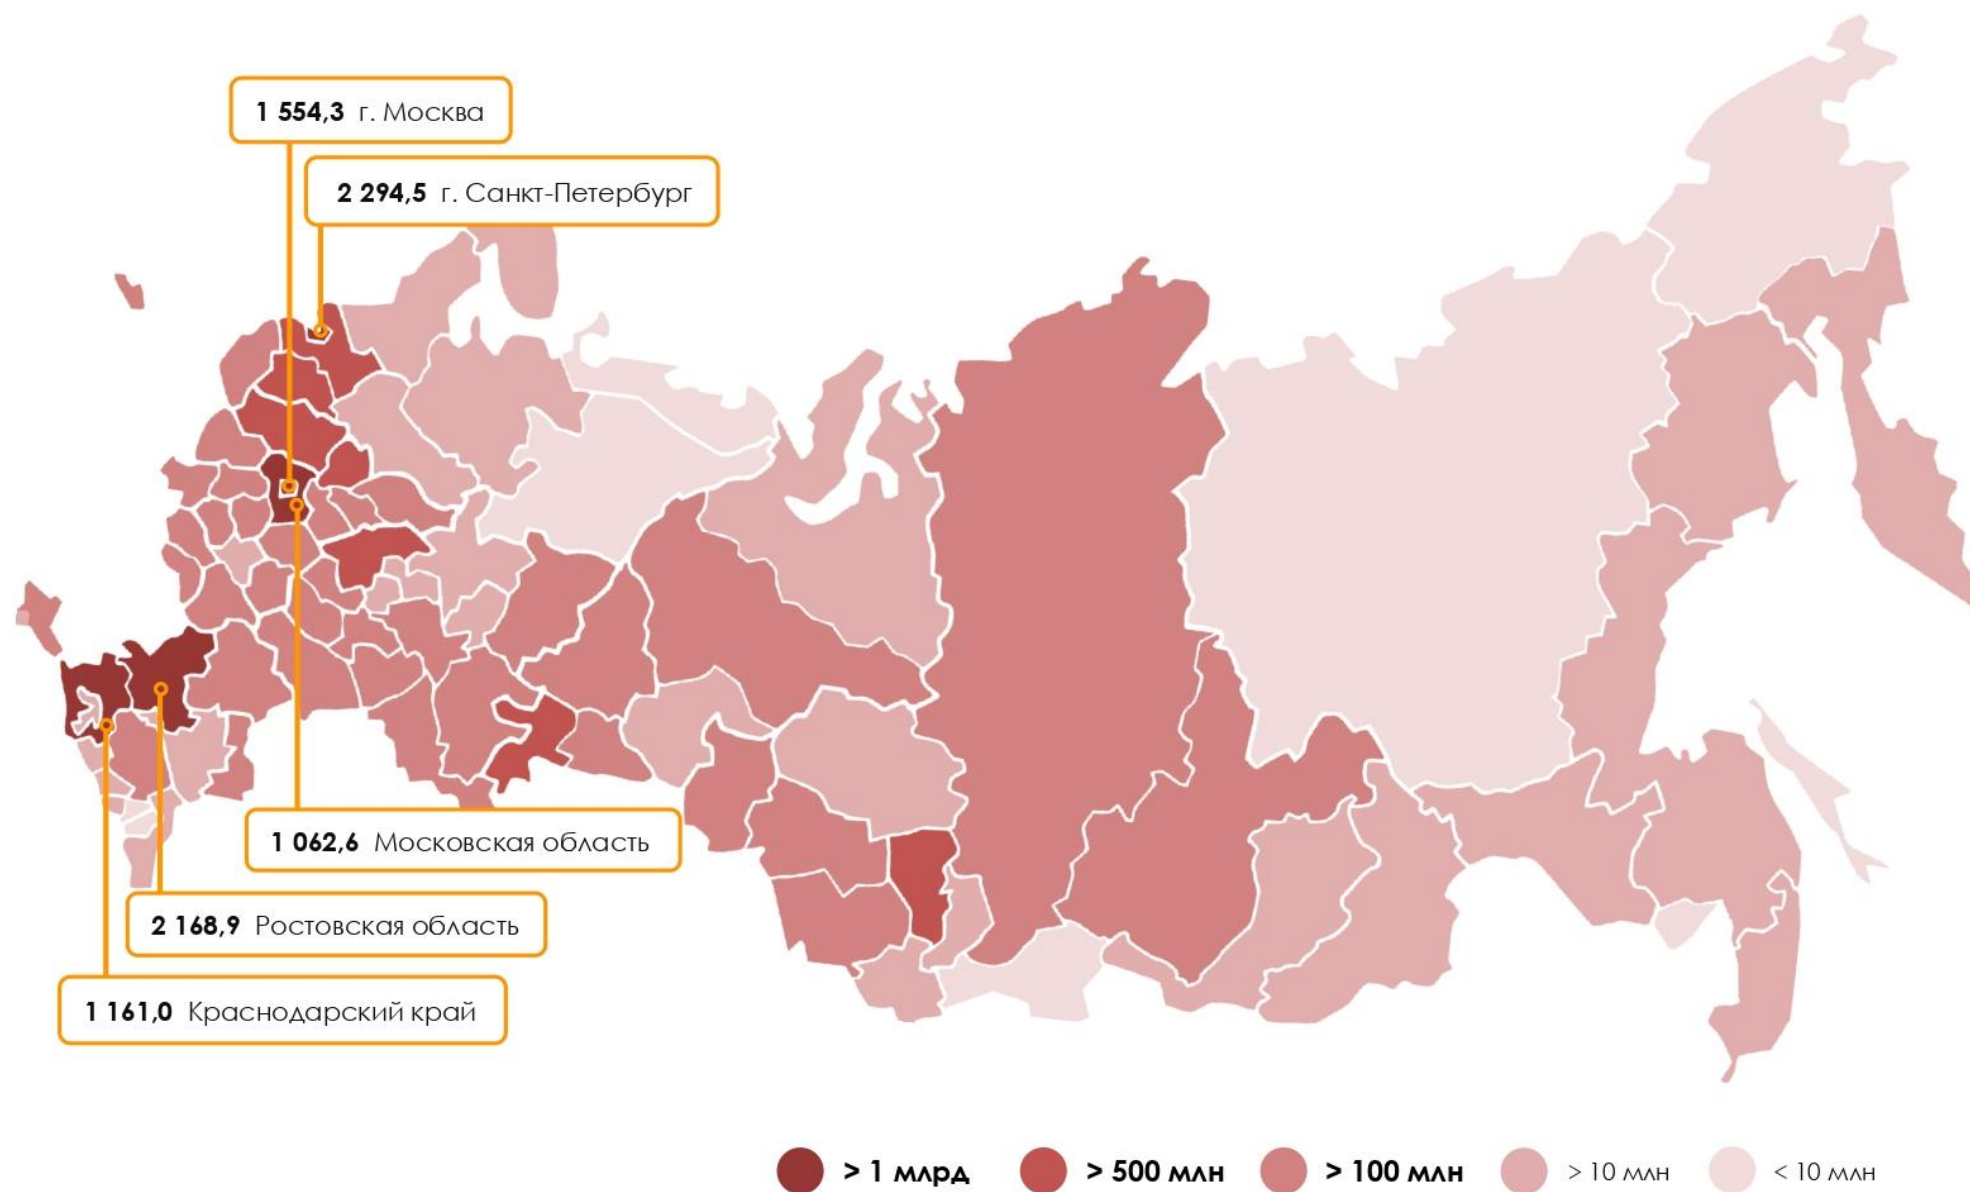 1 554,3 г. Москва
2 294,5 г. Санкт-Петербург
1 062,6 Московская область
2 168,9 Ростовская область
1 161,0 Краснодарский край
> 1 млрд > 500 млн > 100 млн > 10 млн < 10 млн